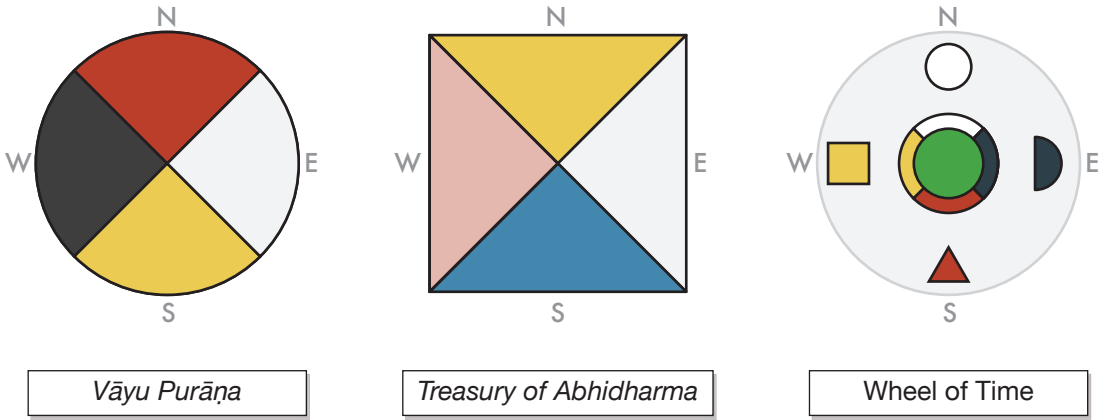 N
N
N
W
E
W
E
W
E
S
S
S
Vāyu Purāṇa
Treasury of Abhidharma
Wheel of Time